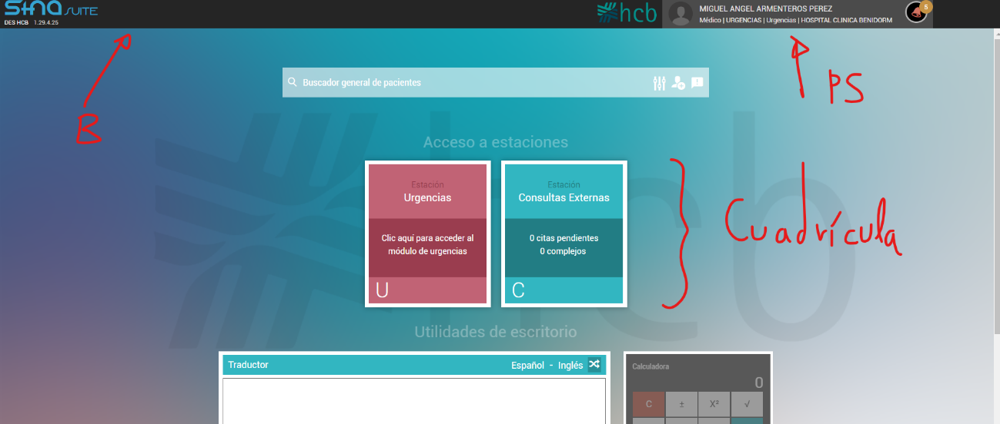 SINA SUITE
DES HCB 1.29.4.25
hcb
MIGUEL ANGEL ARMENTEROS PEREZ
Médico | URGENCIAS | Urgencias | HOSPITAL CLINICA BENIDORM
5
B
PS
Buscador general de pacientes
hcb
Acceso a estaciones
Estación
Urgencias
Clic aquí para acceder al
módulo de urgencias
U
Estación
Consultas Externas
0 citas pendientes
0 complejos
C
Cuadrícula
Utilidades de escritorio
Traductor
Español - Inglés
Calculadora
0
C ± X² √